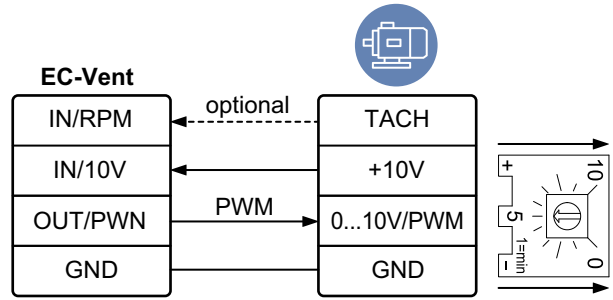 EC-Vent
IN/RPM
optional
TACH
IN/10V
+10V
OUT/PWN
PWM
0...10V/PWM
GND
GND
+
10
5
1=min
-
0